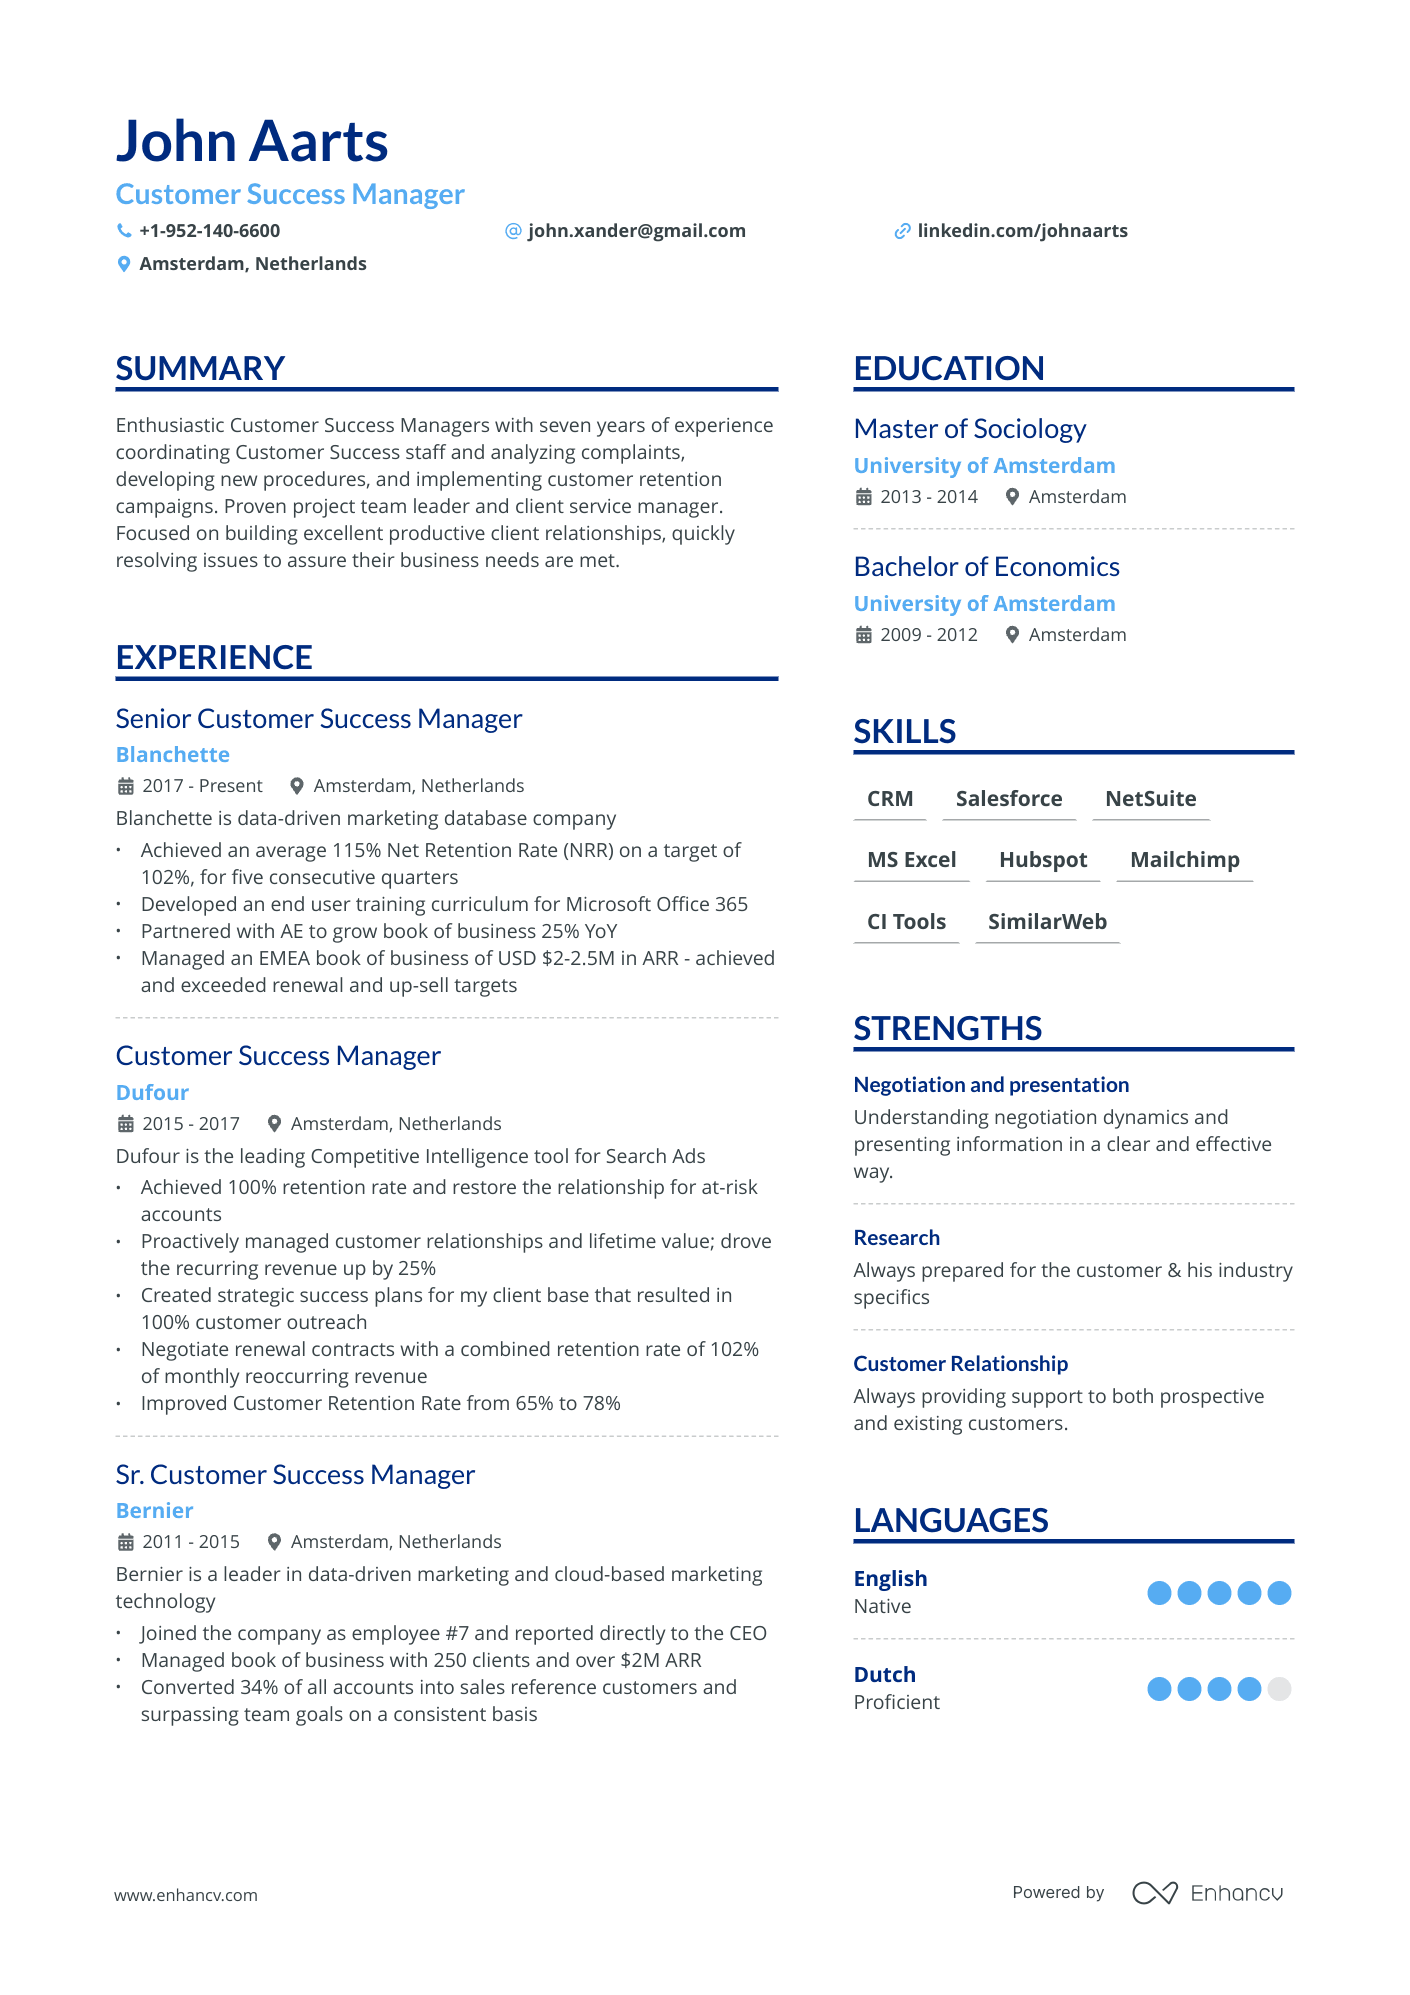 John Aarts
Customer Success Manager
+1-952-140-6600
john.xander@gmail.com
linkedin.com/johnaarts
Amsterdam, Netherlands
SUMMARY
Enthusiastic Customer Success Managers with seven years of experience
coordinating Customer Success staff and analyzing complaints,
developing new procedures, and implementing customer retention
campaigns. Proven project team leader and client service manager.
Focused on building excellent productive client relationships, quickly
resolving issues to assure their business needs are met.
EXPERIENCE
Senior Customer Success Manager
Blanchette
2017 - Present Amsterdam, Netherlands
Blanchette is data-driven marketing database company
• Achieved an average 115% Net Retention Rate (NRR) on a target of
102%, for five consecutive quarters
• Developed an end user training curriculum for Microsoft Office 365
• Partnered with AE to grow book of business 25% YoY
• Managed an EMEA book of business of USD $2-2.5M in ARR - achieved
and exceeded renewal and up-sell targets
Customer Success Manager
Dufour
2015 - 2017 Amsterdam, Netherlands
Dufour is the leading Competitive Intelligence tool for Search Ads
• Achieved 100% retention rate and restore the relationship for at-risk
accounts
• Proactively managed customer relationships and lifetime value; drove
the recurring revenue up by 25%
• Created strategic success plans for my client base that resulted in
100% customer outreach
• Negotiate renewal contracts with a combined retention rate of 102%
of monthly reoccurring revenue
• Improved Customer Retention Rate from 65% to 78%
Sr. Customer Success Manager
Bernier
2011 - 2015 Amsterdam, Netherlands
Bernier is a leader in data-driven marketing and cloud-based marketing
technology
• Joined the company as employee #7 and reported directly to the CEO
• Managed book of business with 250 clients and over $2M ARR
• Converted 34% of all accounts into sales reference customers and
surpassing team goals on a consistent basis
EDUCATION
Master of Sociology
University of Amsterdam
2013 - 2014 Amsterdam
Bachelor of Economics
University of Amsterdam
2009 - 2012 Amsterdam
SKILLS
CRM Salesforce NetSuite
MS Excel Hubspot Mailchimp
CI Tools SimilarWeb
STRENGTHS
Negotiation and presentation
Understanding negotiation dynamics and
presenting information in a clear and effective
way.
Research
Always prepared for the customer & his industry
specifics
Customer Relationship
Always providing support to both prospective
and existing customers.
LANGUAGES
English
Native
Dutch
Proficient
www.enhancv.com
Powered by Enhancv